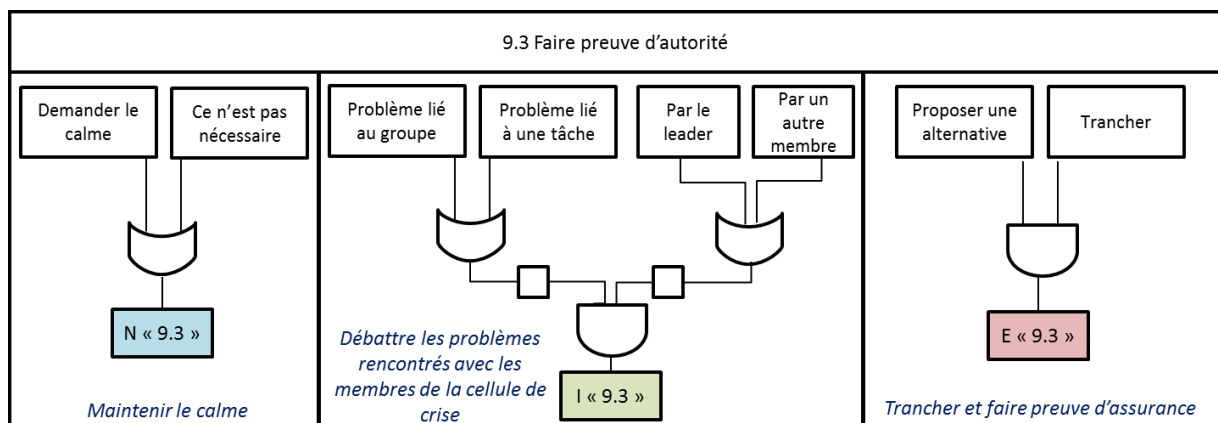 9.3 Faire preuve d'autorité
Demander le
calme
Ce n'est pas
nécessaire
N « 9.3 »
Maintenir le calme
Problème lié
au groupe
Problème lié
à une tâche
Par le
leader
Par un
autre
membre
Débattre les problèmes
rencontrés avec les
membres de la cellule de
crise
I « 9.3 »
Proposer une
alternative
Trancher
E « 9.3 »
Trancher et faire preuve d'assurance